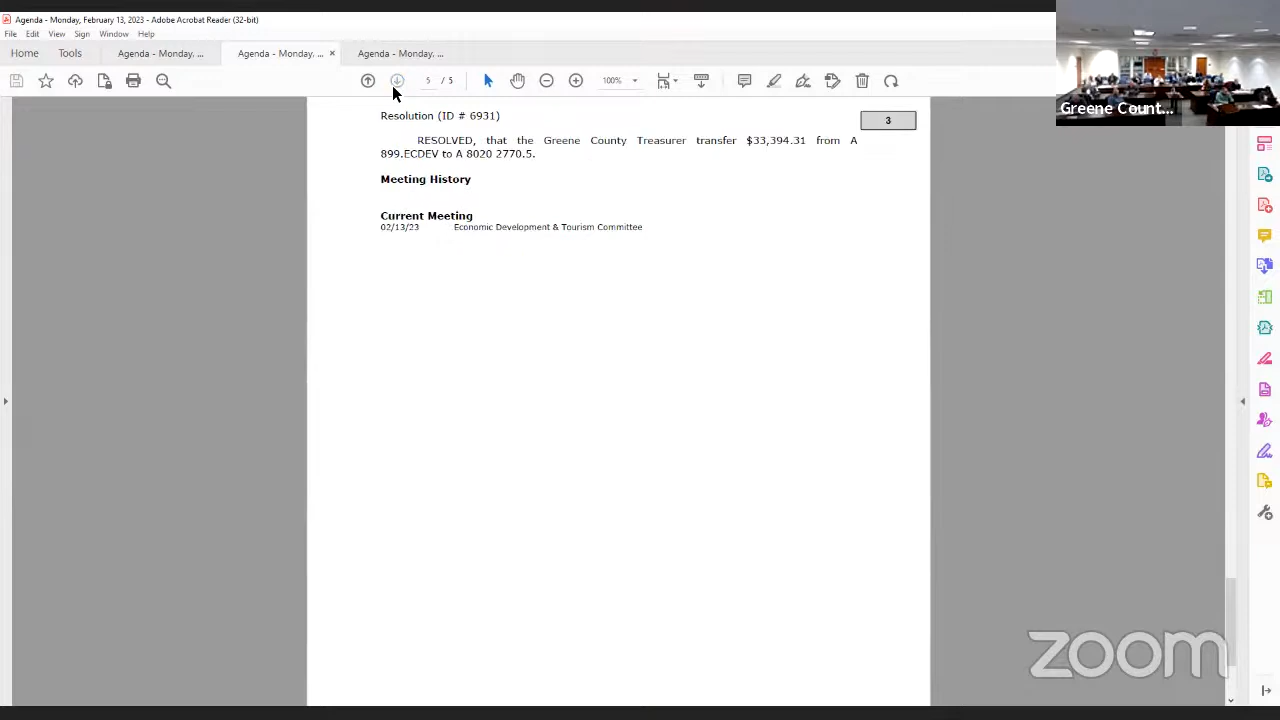 Agenda - Monday, February 13, 2023 - Adobe Acrobat Reader (32-bit)
File Edit View Sign Window Help
Home Tools Agenda - Monday, ... Agenda - Monday, ... × Agenda - Monday, ...
5 / 5 100%
Greene Count...
Resolution (ID # 6931)
3
RESOLVED, that the Greene County Treasurer transfer $33,394.31 from A
899.ECDEV to A 8020 2770.5.
Meeting History
Current Meeting
02/13/23 Economic Development & Tourism Committee
zoom